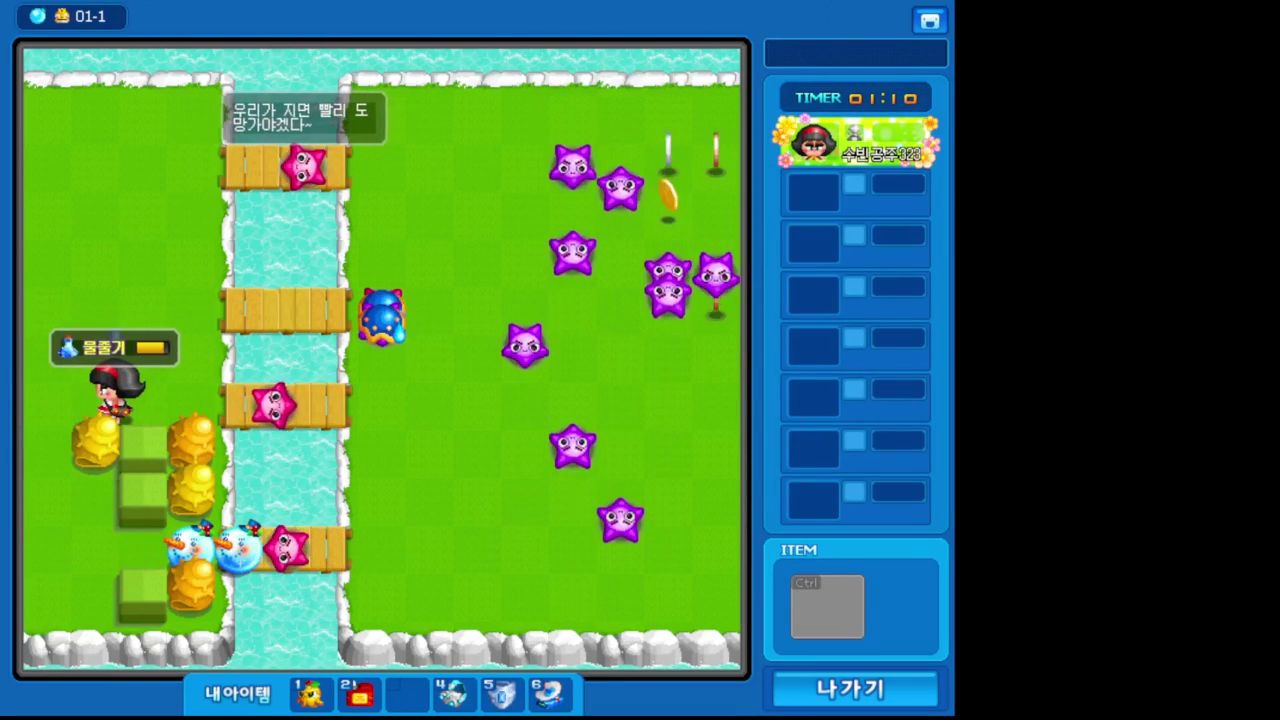 01-1
우리가 지면 빨리 도
망가야겠다~
TIMER 01:10
수빈공주323
물줄기
ITEM
Ctrl
내아이템
1
2
4
5
6
나가기